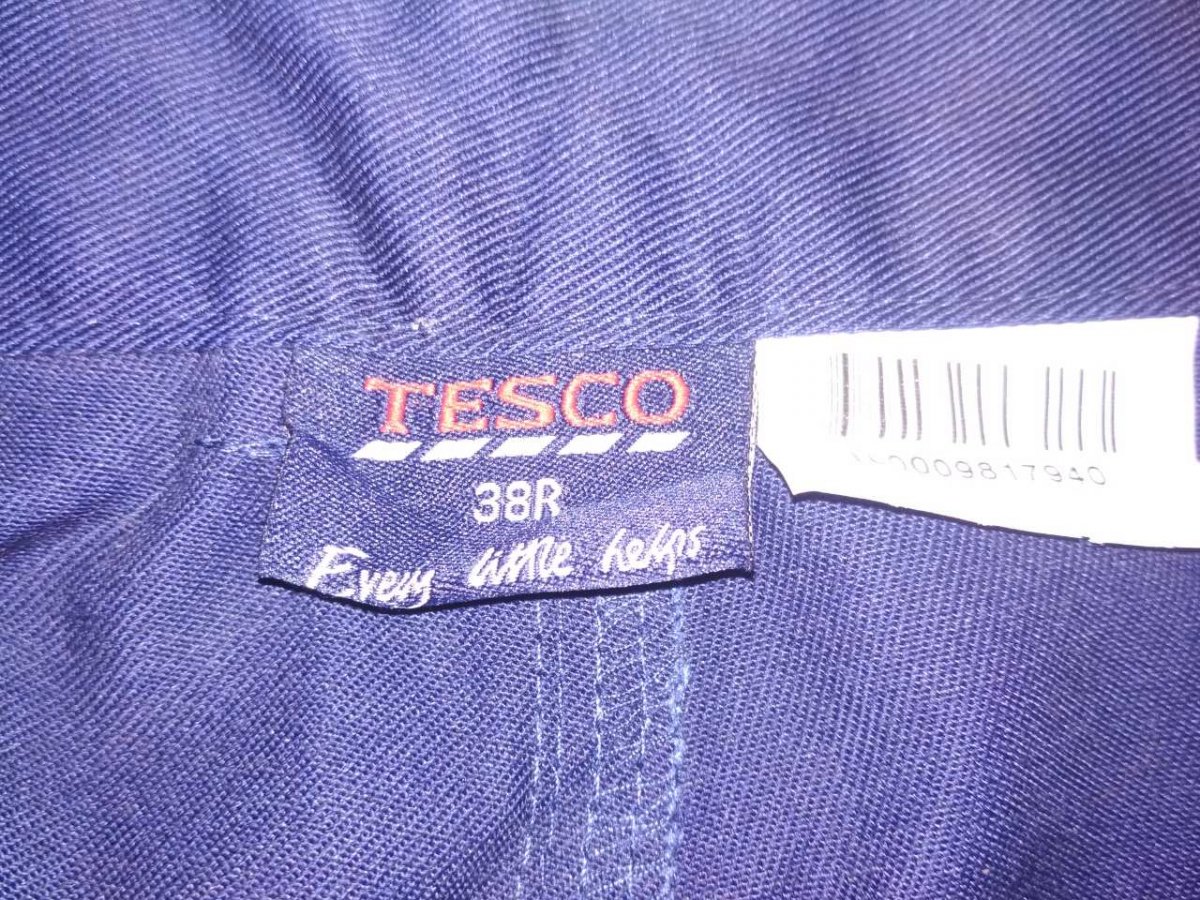 TESCO
38R
Every little helps
0009817940